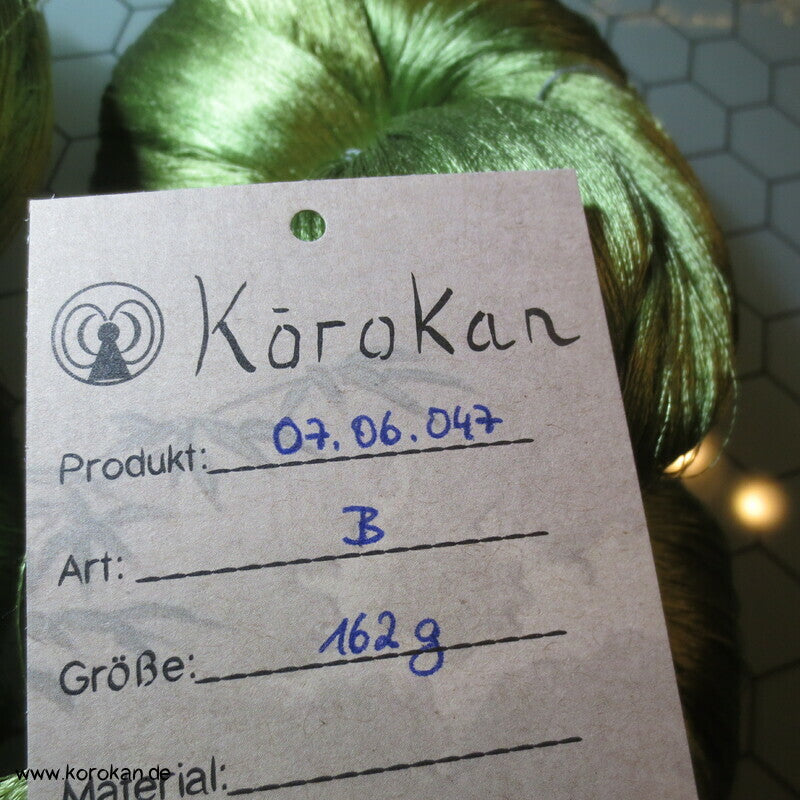 Kōrokan
Produkt: 07.06.047
Art: B
Größe: 162 g
Material:
www.korokan.de